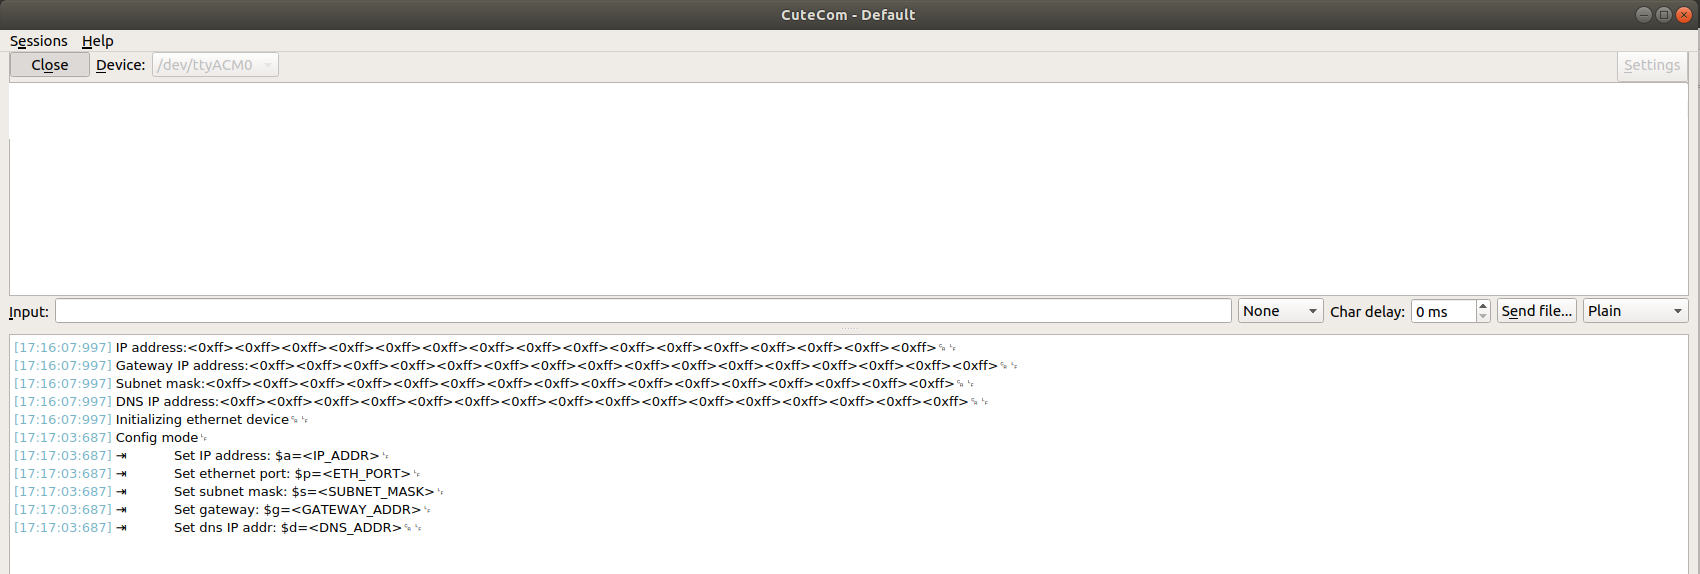 CuteCom - Default
Sessions Help
Close Device: /dev/ttyACM0 Settings
Input: None Char delay: 0 ms Send file... Plain
[17:16:07:997] IP address:<0xff><0xff><0xff><0xff><0xff><0xff><0xff><0xff><0xff><0xff><0xff><0xff><0xff><0xff><0xff><0xff>␍␊
[17:16:07:997] Gateway IP address:<0xff><0xff><0xff><0xff><0xff><0xff><0xff><0xff><0xff><0xff><0xff><0xff><0xff><0xff><0xff><0xff>␍␊
[17:16:07:997] Subnet mask:<0xff><0xff><0xff><0xff><0xff><0xff><0xff><0xff><0xff><0xff><0xff><0xff><0xff><0xff><0xff><0xff>␍␊
[17:16:07:997] DNS IP address:<0xff><0xff><0xff><0xff><0xff><0xff><0xff><0xff><0xff><0xff><0xff><0xff><0xff><0xff><0xff><0xff>␍␊
[17:16:07:997] Initializing ethernet device␍␊
[17:17:03:687] Config mode␊
[17:17:03:687] ⇥ Set IP address: $a=<IP_ADDR>␊
[17:17:03:687] ⇥ Set ethernet port: $p=<ETH_PORT>␊
[17:17:03:687] ⇥ Set subnet mask: $s=<SUBNET_MASK>␊
[17:17:03:687] ⇥ Set gateway: $g=<GATEWAY_ADDR>␊
[17:17:03:687] ⇥ Set dns IP addr: $d=<DNS_ADDR>␍␊